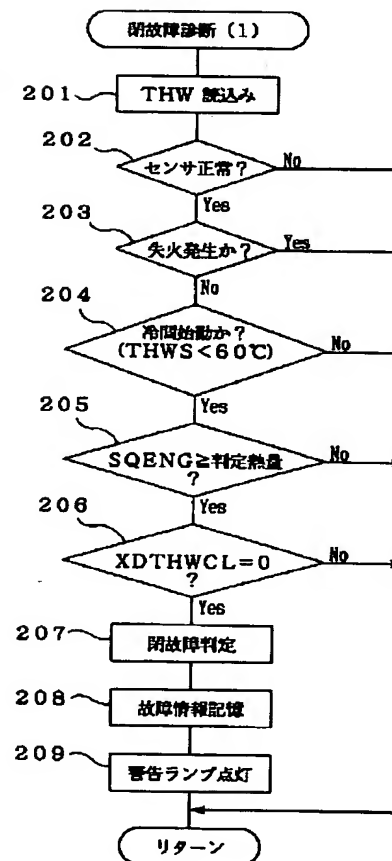 閉故障診断(1)
201
THW 読込み
202
センサ正常?
No
Yes
203
失火発生か?
Yes
No
204
冷間始動か?
(THWS<60℃)
No
Yes
205
SQENG≧判定熱量
?
No
Yes
206
XDTHWCL=0
?
No
Yes
207
閉故障判定
208
故障情報記憶
209
警告ランプ点灯
リターン